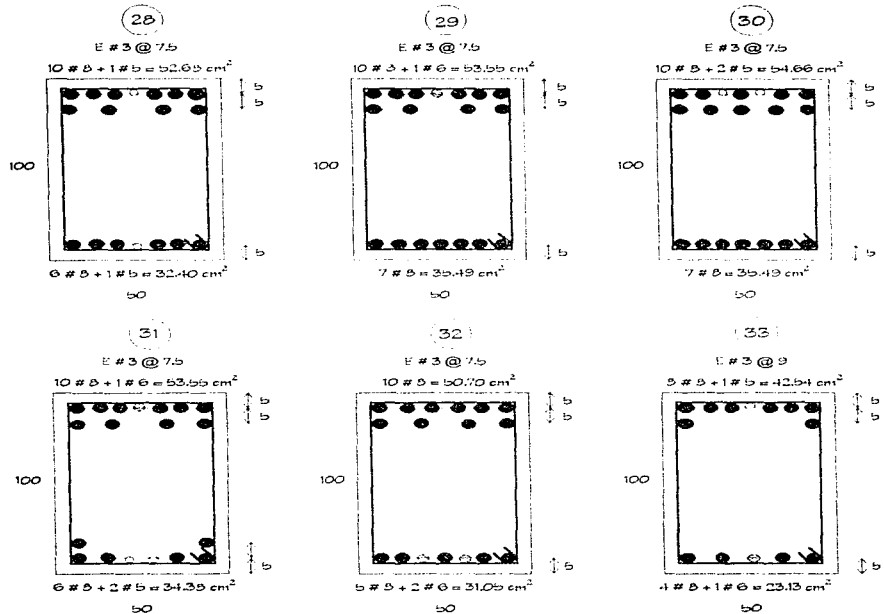 28 29 30
E # 3 @ 7.5 E # 3 @ 7.5 E # 3 @ 7.5
10 # 8 + 1 # 5 = 52.68 cm² 10 # 8 + 1 # 6 = 53.55 cm² 10 # 8 + 2 # 5 = 54.66 cm²
5 5 5
5 5 5
100 100 100
5 5 5
6 # 8 + 1 # 5 = 32.40 cm² 7 # 8 = 35.49 cm² 7 # 8 = 35.49 cm²
50 50 50
31 32 33
E # 3 @ 7.5 E # 3 @ 7.5 E # 3 @ 9
10 # 8 + 1 # 6 = 53.55 cm² 10 # 8 = 50.70 cm² 8 # 8 + 1 # 5 = 42.54 cm²
5 5 5
5 5 5
100 100 100
5
5 5 5
6 # 8 + 2 # 5 = 34.38 cm² 5 # 8 + 2 # 6 = 31.05 cm² 4 # 8 + 1 # 6 = 23.13 cm²
50 50 50